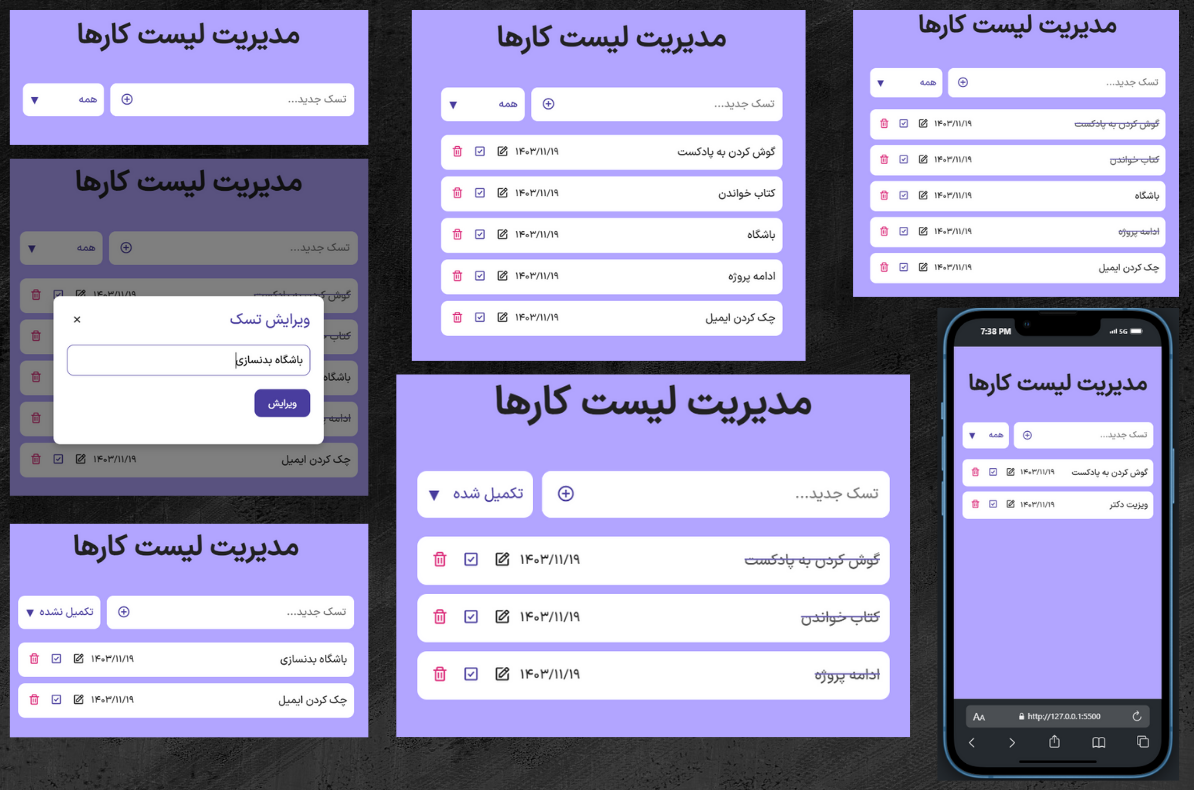 مدیریت لیست کارها
تسک جدید... همه
مدیریت لیست کارها
تسک جدید... همه
گوش کردن به پادکست ۱۴۰۳/۱۱/۱۹
کتاب
باشگاه
ویرایش تسک ×
باشگاه بدنسازی
ویرایش
چک کردن ایمیل ۱۴۰۳/۱۱/۱۹
مدیریت لیست کارها
تسک جدید... تکمیل نشده
باشگاه بدنسازی ۱۴۰۳/۱۱/۱۹
چک کردن ایمیل ۱۴۰۳/۱۱/۱۹
مدیریت لیست کارها
تسک جدید... همه
گوش کردن به پادکست ۱۴۰۳/۱۱/۱۹
کتاب خواندن ۱۴۰۳/۱۱/۱۹
باشگاه ۱۴۰۳/۱۱/۱۹
ادامه پروژه ۱۴۰۳/۱۱/۱۹
چک کردن ایمیل ۱۴۰۳/۱۱/۱۹
مدیریت لیست کارها
تسک جدید... تکمیل شده
گوش کردن به پادکست ۱۴۰۳/۱۱/۱۹
کتاب خواندن ۱۴۰۳/۱۱/۱۹
ادامه پروژه ۱۴۰۳/۱۱/۱۹
مدیریت لیست کارها
تسک جدید... همه
گوش کردن به پادکست ۱۴۰۳/۱۱/۱۹
کتاب خواندن ۱۴۰۳/۱۱/۱۹
باشگاه ۱۴۰۳/۱۱/۱۹
ادامه پروژه ۱۴۰۳/۱۱/۱۹
چک کردن ایمیل ۱۴۰۳/۱۱/۱۹
7:38 PM 5G
مدیریت لیست کارها
تسک جدید... همه
گوش کردن به پادکست ۱۴۰۳/۱۱/۱۹
ویزیت دکتر ۱۴۰۳/۱۱/۱۹
AA http://127.0.0.1:5500